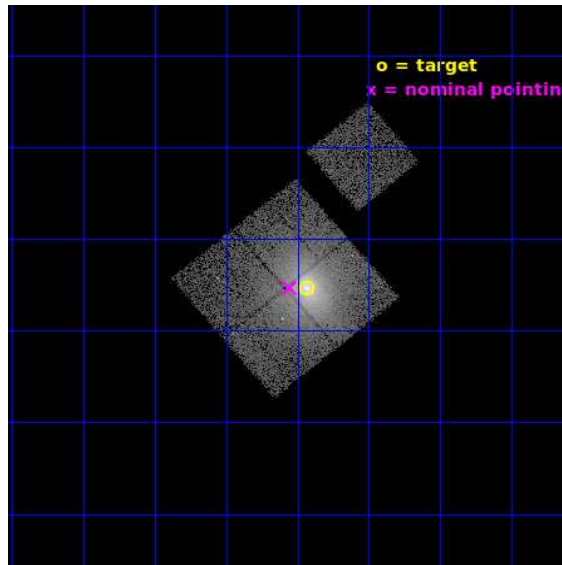 o = target
x = nominal pointin